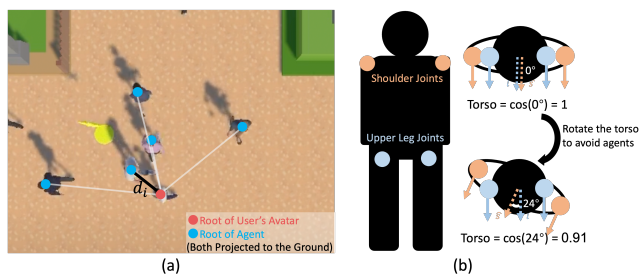 d_i
Root of User's Avatar
Root of Agent
(Both Projected to the Ground)
(a)
Shoulder Joints
Upper Leg Joints
0°
Torso = cos(0°) = 1
Rotate the torso
to avoid agents
24°
Torso = cos(24°) = 0.91
(b)